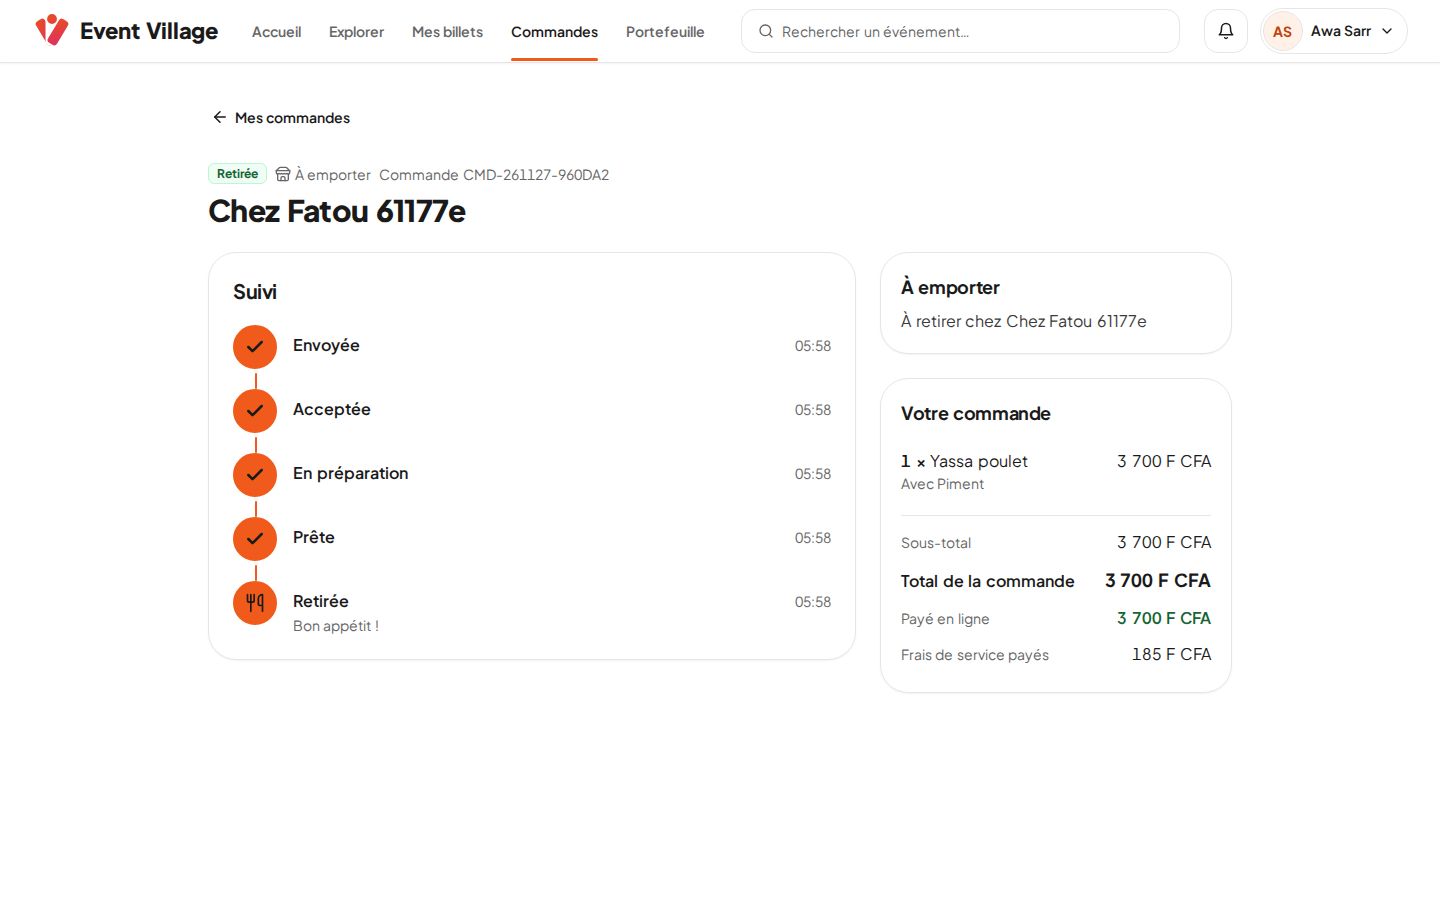 Event Village
Accueil
Explorer
Mes billets
Commandes
Portefeuille
Rechercher un événement...
AS
Awa Sarr
Mes commandes
Retirée
À emporter
Commande CMD-261127-960DA2
Chez Fatou 61177e
Suivi
Envoyée
05:58
Acceptée
05:58
En préparation
05:58
Prête
05:58
Retirée
05:58
Bon appétit !
À emporter
À retirer chez Chez Fatou 61177e
Votre commande
1 × Yassa poulet
3 700 F CFA
Avec Piment
Sous-total
3 700 F CFA
Total de la commande
3 700 F CFA
Payé en ligne
3 700 F CFA
Frais de service payés
185 F CFA